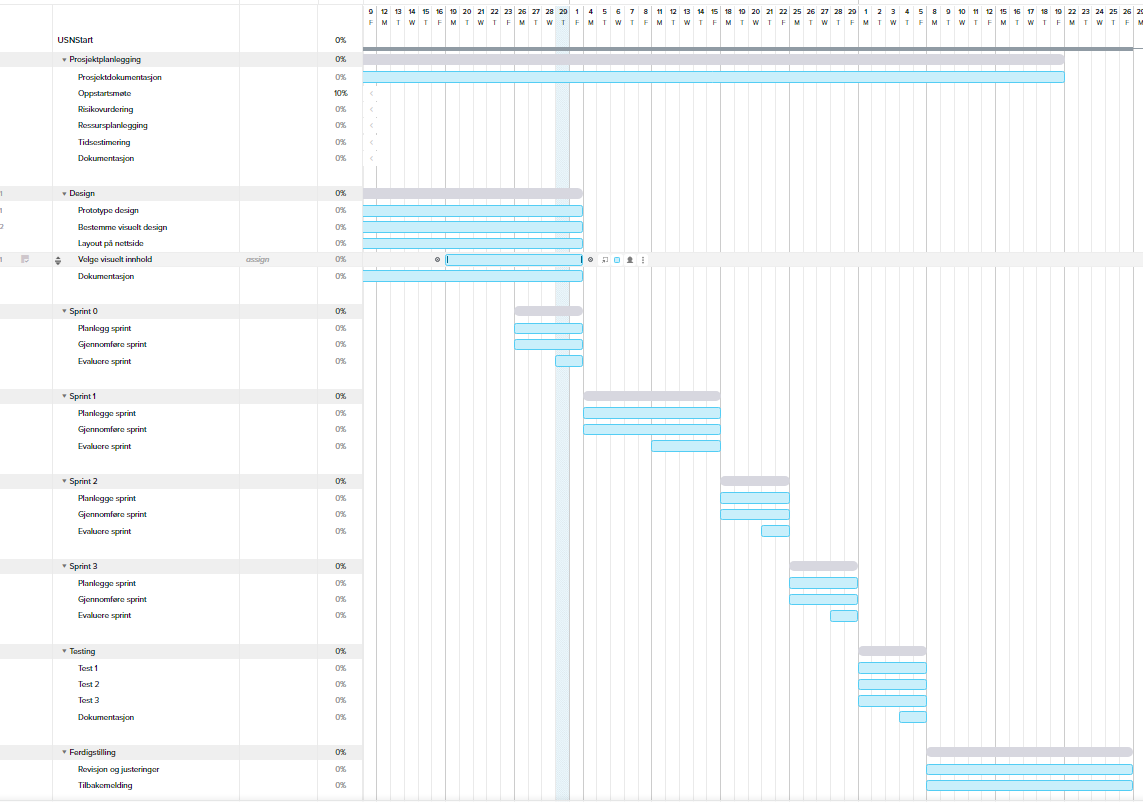 9 12 13 14 15 16 19 20 21 22 23 26 27 28 29 1 4 5 6 7 8 11 12 13 14 15 18 19 20 21 22 25 26 27 28 29 1 2 3 4 5 8 9 10 11 12 15 16 17 18 19 22 23 24 25 26 29
F M T W T F M T W T F M T W T F M T W T F M T W T F M T W T F M T W T F M T W T F M T W T F M T W T F M T W T F M
USNStart 0%
Prosjektplanlegging 0%
Prosjektdokumentasjon 0%
Oppstartsmøte 10%
Risikovurdering 0%
Ressursplanlegging 0%
Tidsestimering 0%
Dokumentasjon 0%
Design 0%
Prototype design 0%
Bestemme visuelt design 0%
Layout på nettside 0%
Velge visuelt innhold assign 0%
Dokumentasjon 0%
Sprint 0 0%
Planlegg sprint 0%
Gjennomføre sprint 0%
Evaluere sprint 0%
Sprint 1 0%
Planlegge sprint 0%
Gjennomføre sprint 0%
Evaluere sprint 0%
Sprint 2 0%
Planlegge sprint 0%
Gjennomføre sprint 0%
Evaluere sprint 0%
Sprint 3 0%
Planlegge sprint 0%
Gjennomføre sprint 0%
Evaluere sprint 0%
Testing 0%
Test 1 0%
Test 2 0%
Test 3 0%
Dokumentasjon 0%
Ferdigstilling 0%
Revisjon og justeringer 0%
Tilbakemelding 0%